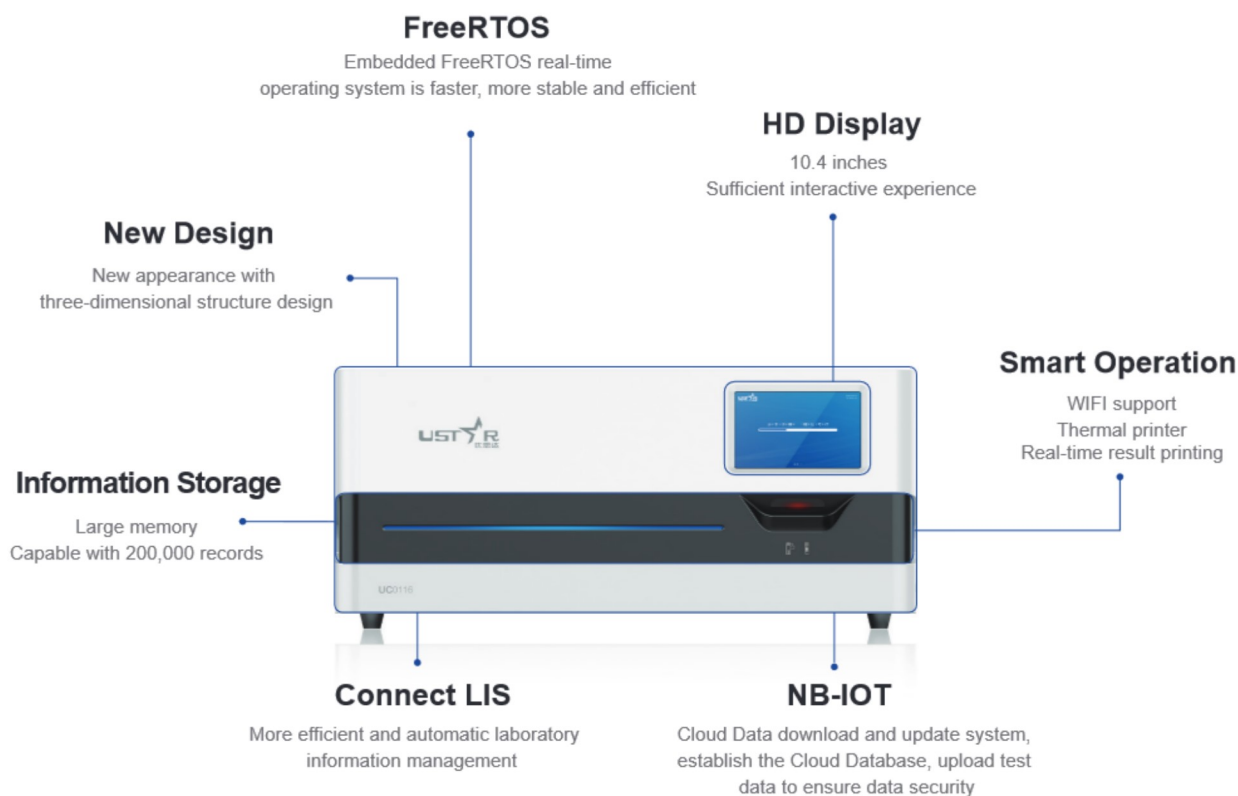 FreeRTOS
Embedded FreeRTOS real-time
operating system is faster, more stable and efficient
HD Display
10.4 inches
Sufficient interactive experience
New Design
New appearance with
three-dimensional structure design
Smart Operation
WIFI support
Thermal printer
Real-time result printing
USTAR
Information Storage
Large memory
Capable with 200,000 records
UC0116
Connect LIS
More efficient and automatic laboratory
information management
NB-IOT
Cloud Data download and update system,
establish the Cloud Database, upload test
data to ensure data security